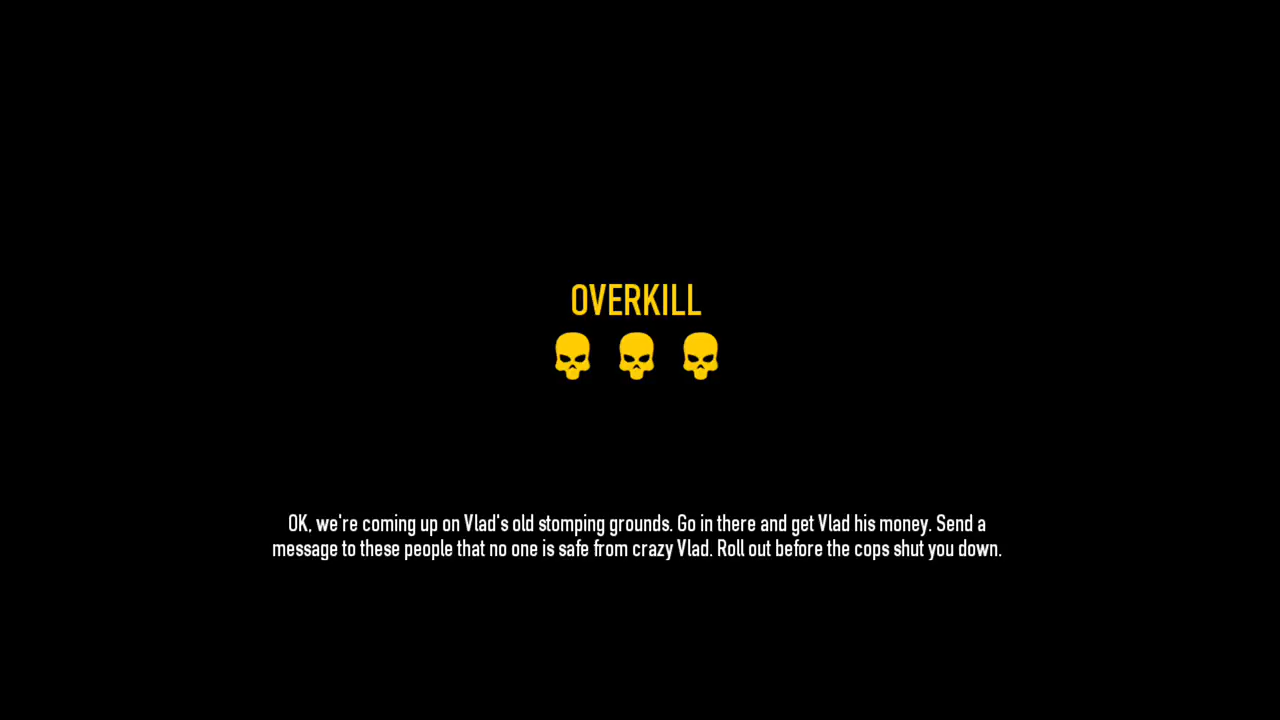 OVERKILL
OK, we're coming up on Vlad's old stomping grounds. Go in there and get Vlad his money. Send a
message to these people that no one is safe from crazy Vlad. Roll out before the cops shut you down.